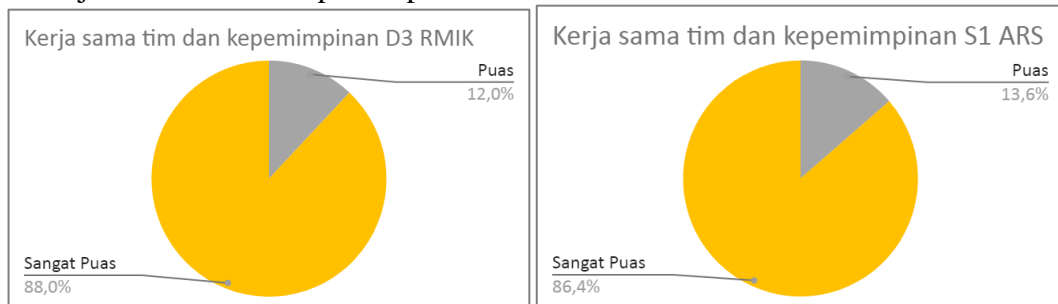 Kerja sama tim dan kepemimpinan D3 RMIK
Puas
12,0%
Sangat Puas
88,0%
Kerja sama tim dan kepemimpinan S1 ARS
Puas
13,6%
Sangat Puas
86,4%